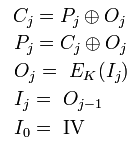 C_j = P_j ⊕ O_j
P_j = C_j ⊕ O_j
O_j = E_K(I_j)
I_j = O_{j−1}
I_0 = IV